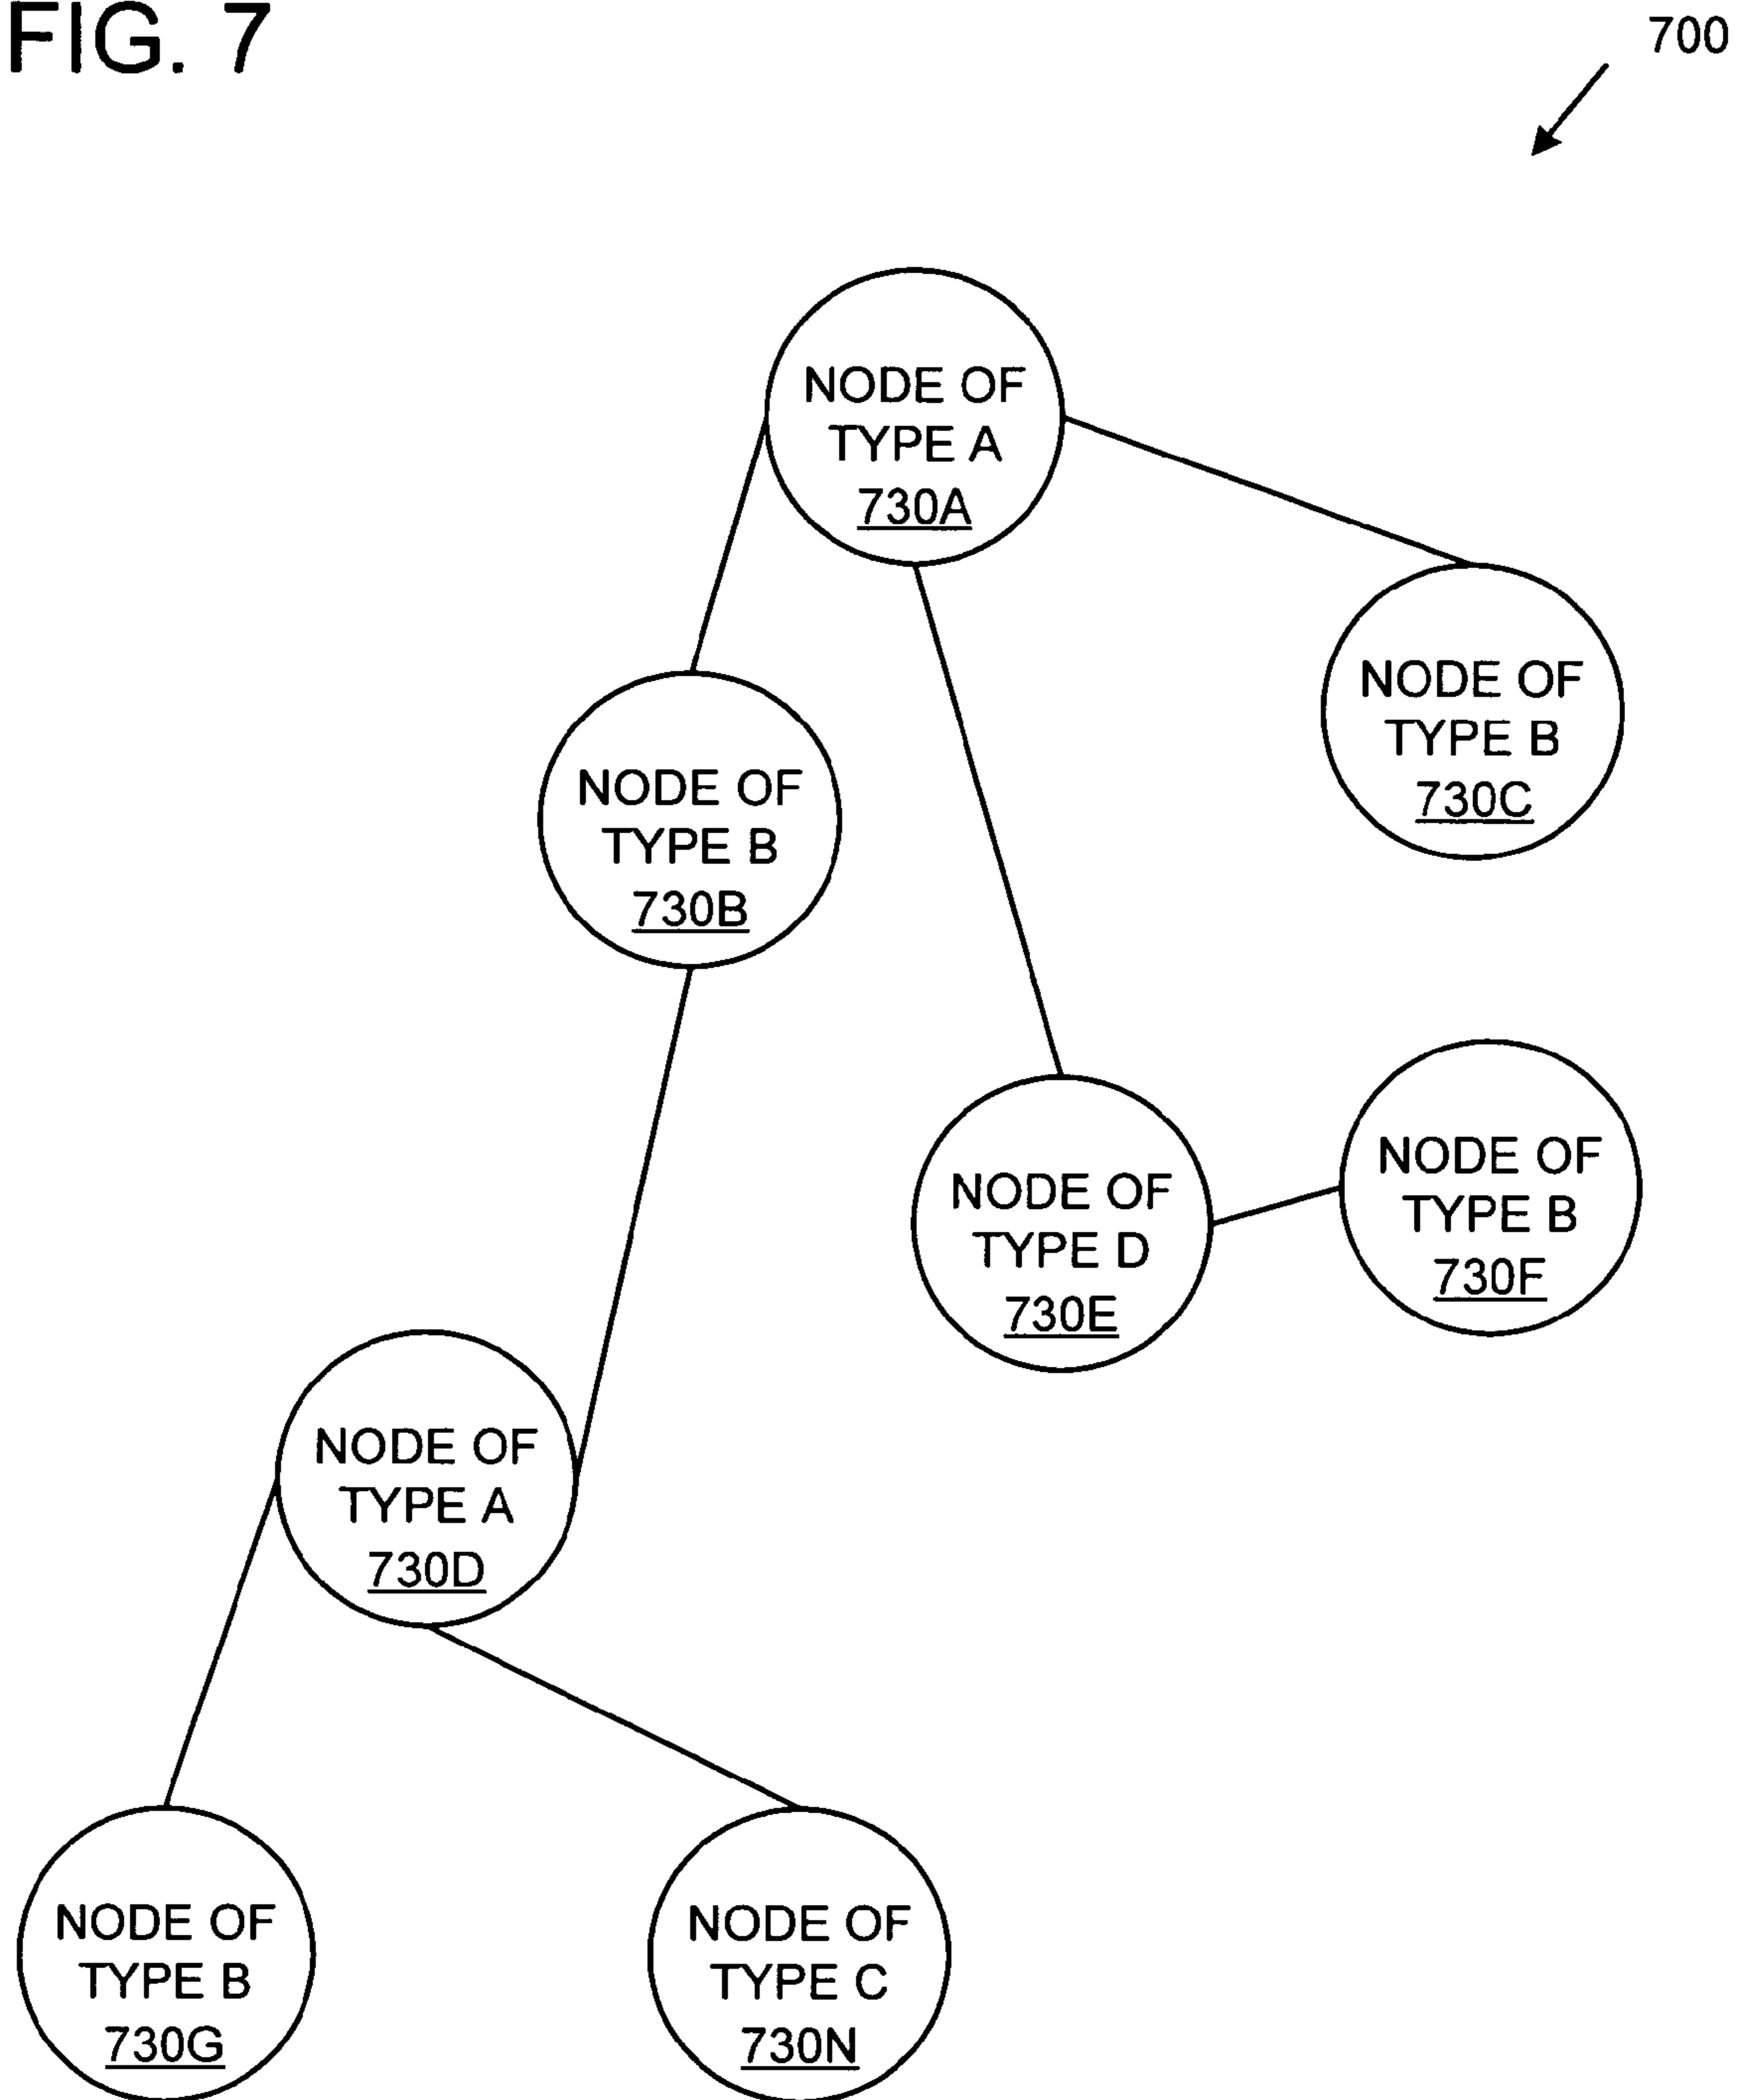 FIG. 7
700
NODE OF
TYPE A
730A
NODE OF
TYPE B
730C
NODE OF
TYPE B
730B
NODE OF
TYPE B
730F
NODE OF
TYPE D
730E
NODE OF
TYPE A
730D
NODE OF
TYPE B
730G
NODE OF
TYPE C
730N